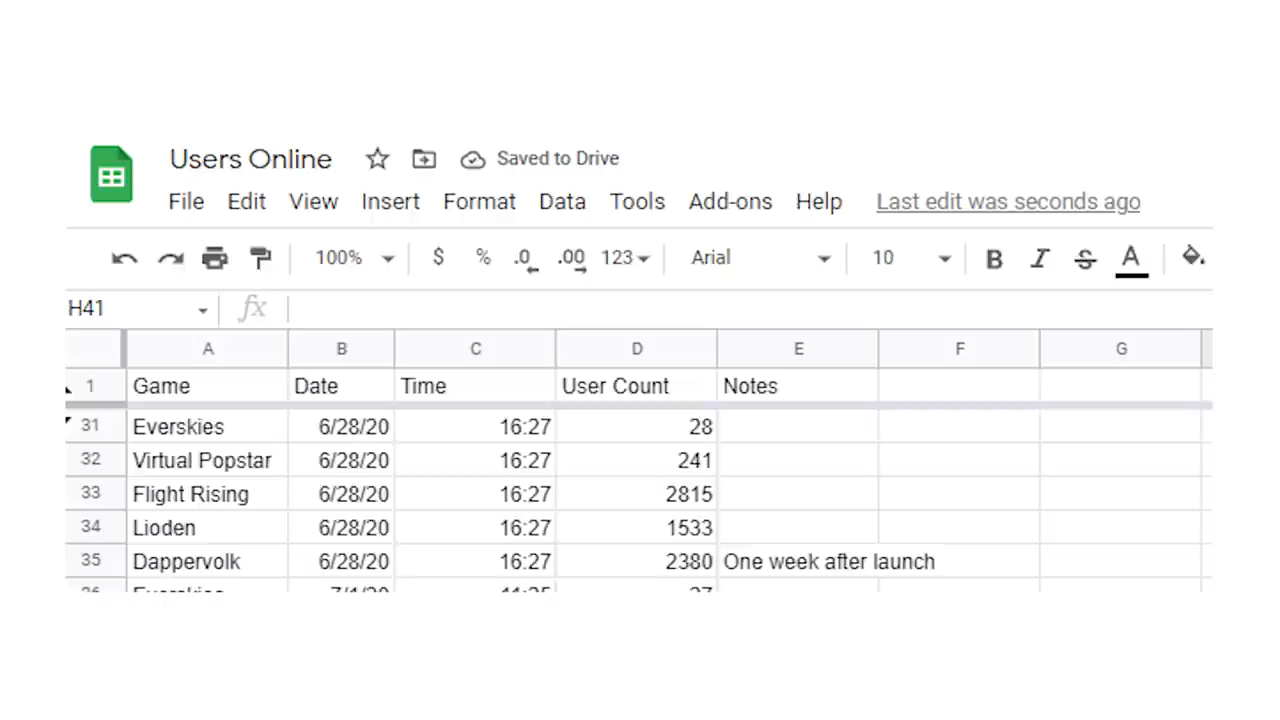 Users Online Saved to Drive
File Edit View Insert Format Data Tools Add-ons Help Last edit was seconds ago
100% $ % .0 .00 123 Arial 10 B I S A
H41 fx
A B C D E F G
1 Game Date Time User Count Notes
31 Everskies 6/28/20 16:27 28
32 Virtual Popstar 6/28/20 16:27 241
33 Flight Rising 6/28/20 16:27 2815
34 Lioden 6/28/20 16:27 1533
35 Dappervolk 6/28/20 16:27 2380 One week after launch